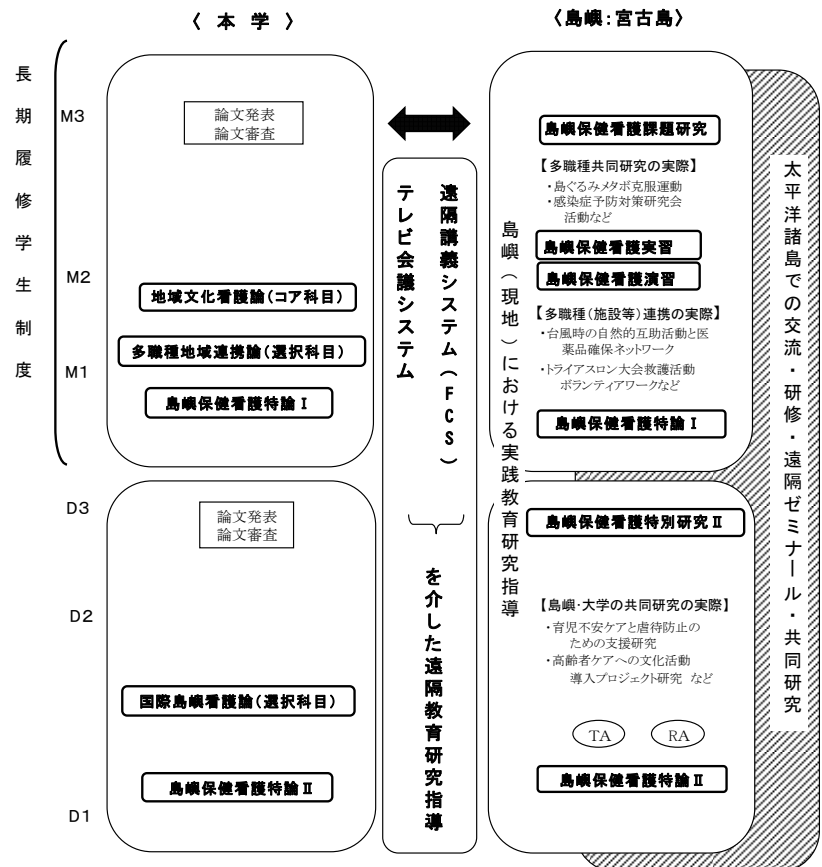 〈 本 学 〉
〈島嶼：宮古島〉
長期履修学生制度
M3
M2
M1
論文発表
論文審査
地域文化看護論（コア科目）
多職種地域連携論（選択科目）
島嶼保健看護特論Ⅰ
D3
D2
D1
論文発表
論文審査
国際島嶼看護論（選択科目）
島嶼保健看護特論Ⅱ
遠隔講義システム（ＦＣＳ）
テレビ会議システム
を介した遠隔教育研究指導
島嶼（現地）における実践教育研究指導
島嶼保健看護課題研究
【多職種共同研究の実際】
・島ぐるみメタボ克服運動
・感染症予防対策研究会
活動など
島嶼保健看護実習
島嶼保健看護演習
【多職種（施設等）連携の実際】
・台風時の自然的互助活動と医
薬品確保ネットワーク
・トライアスロン大会救護活動
ボランティアワークなど
島嶼保健看護特論Ⅰ
島嶼保健看護特別研究Ⅱ
【島嶼・大学の共同研究の実際】
・育児不安ケアと虐待防止の
ための支援研究
・高齢者ケアへの文化活動
導入プロジェクト研究 など
TA
RA
島嶼保健看護特論Ⅱ
太平洋諸島での交流・研修・遠隔ゼミナール・共同研究